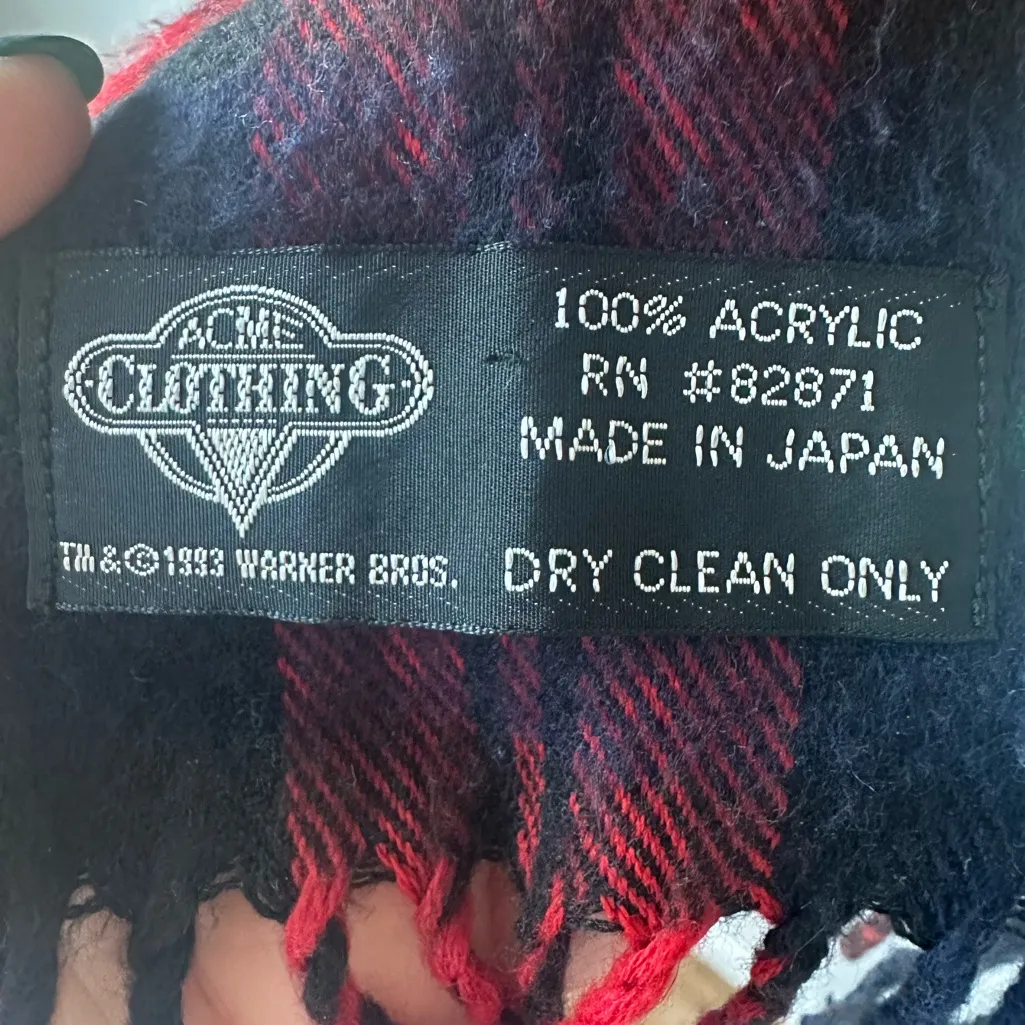 ACME
CLOTHING
TM & © 1993 WARNER BROS.
100% ACRYLIC
RN #82871
MADE IN JAPAN
DRY CLEAN ONLY